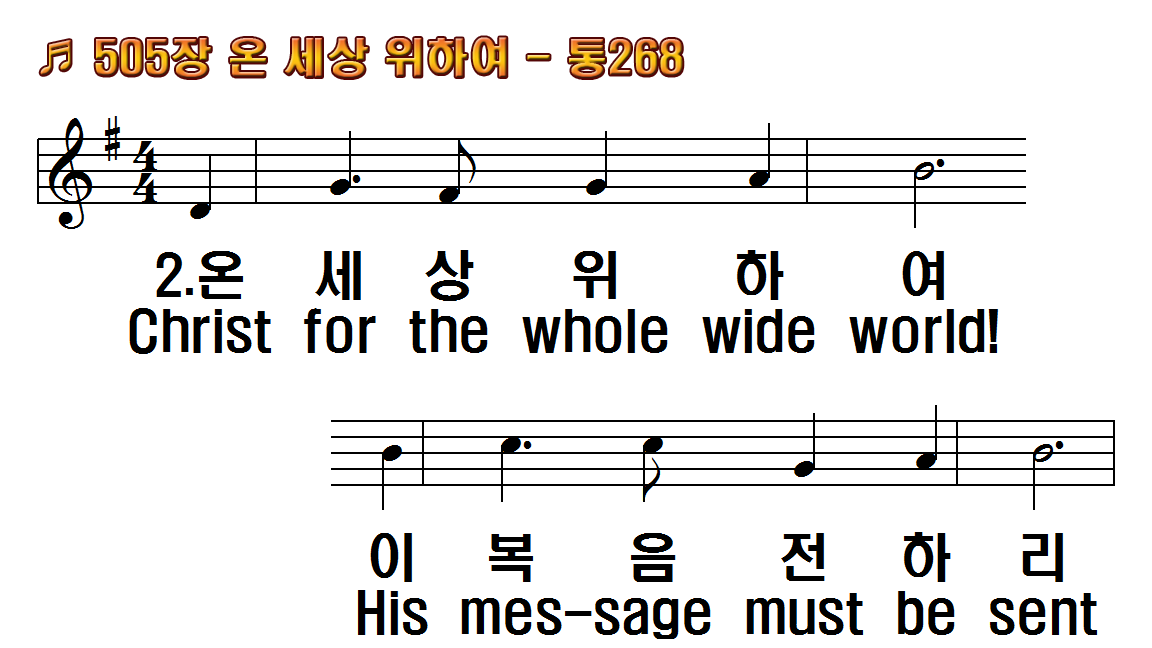 ♬ 505장 온 세상 위하여 - 통268
4
4
2.온 세 상 위 하 여
Christ for the whole wide world!
이 복 음 전 하 리
His mes-sage must be sent